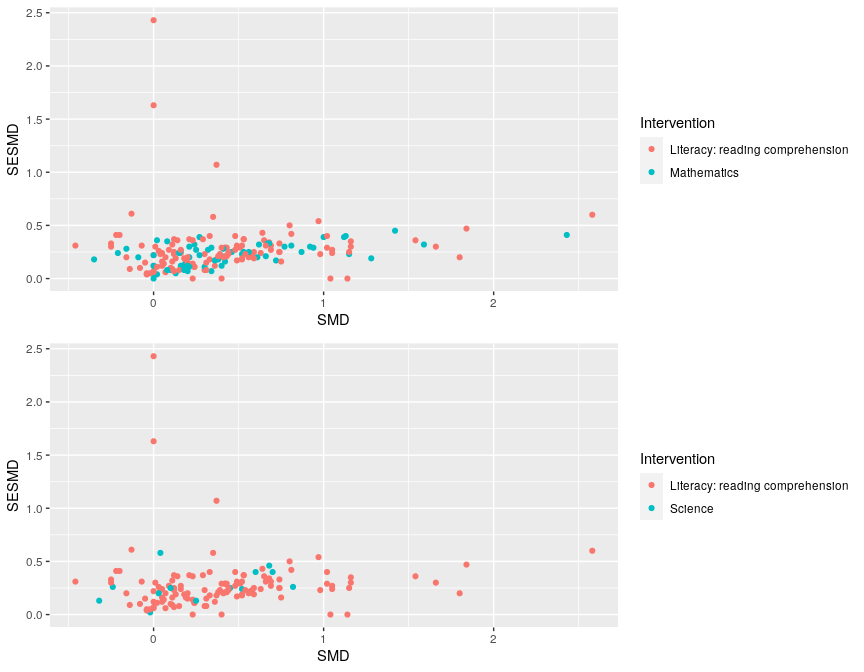 2.5
2.0
1.5
1.0
0.5
0.0
SESMD
0 1 2
SMD
Intervention
Literacy: reading comprehension
Mathematics
2.5
2.0
1.5
1.0
0.5
0.0
SESMD
0 1 2
SMD
Intervention
Literacy: reading comprehension
Science